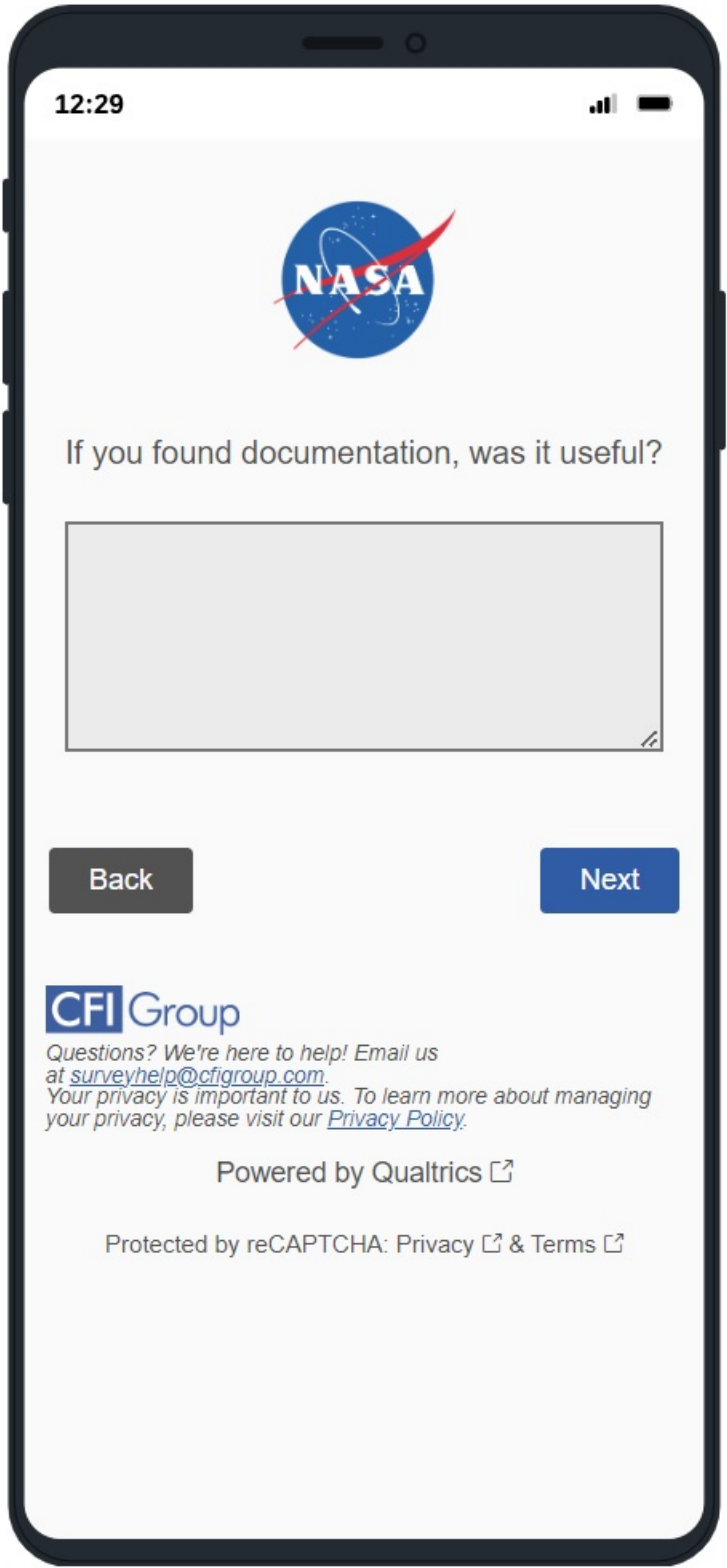 12:29
NASA
If you found documentation, was it useful?
Back
Next
CFI Group
Questions? We're here to help! Email us
at surveyhelp@cfigroup.com.
Your privacy is important to us. To learn more about managing
your privacy, please visit our Privacy Policy.
Powered by Qualtrics
Protected by reCAPTCHA: Privacy & Terms